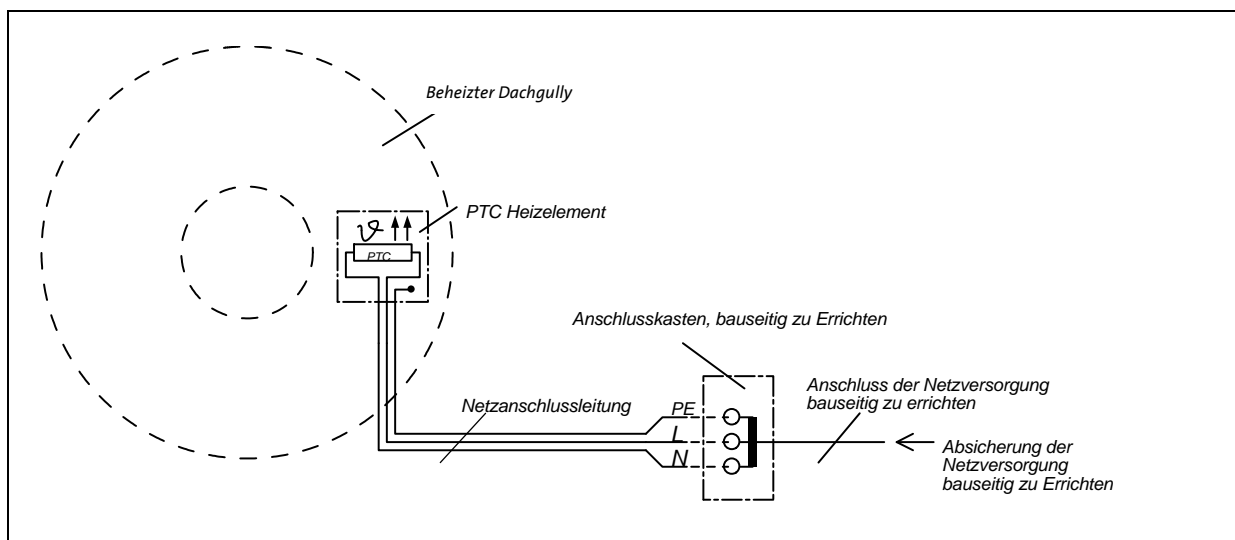 Beheizter Dachgully
PTC Heizelement
ϑ
PTC
Anschlusskasten, bauseitig zu Errichten
Netzanschlussleitung
PE
L
N
Anschluss der Netzversorgung
bauseitig zu errichten
Absicherung der
Netzversorgung
bauseitig zu Errichten